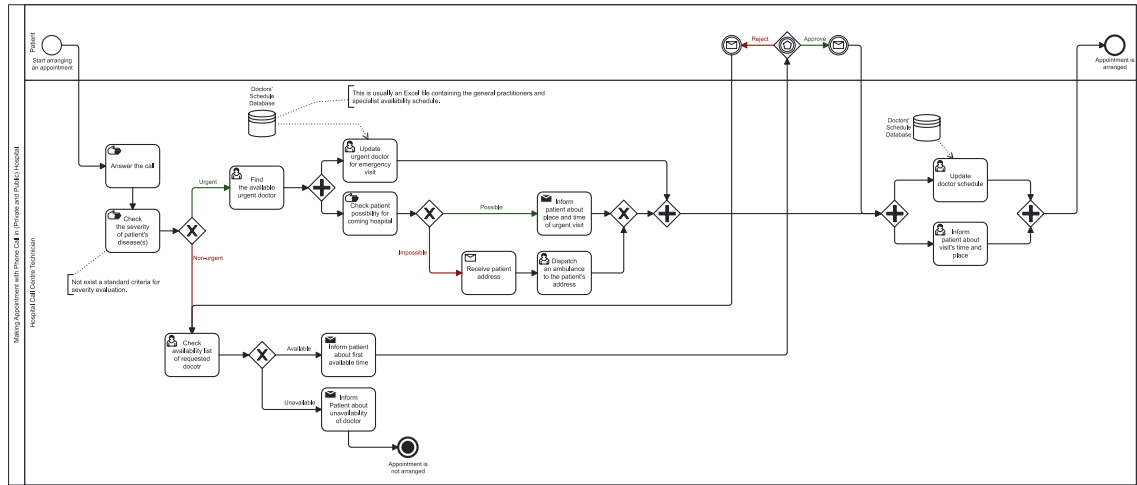 Making Appointment with Phone Call in (Private and Public) Hospital
Patient
Start arranging
an appointment
Reject
Approve
Appointment is
arranged
Hospital Call Centre Technician
Doctors'
Schedule
Database
This is usually an Excel file containing the general practitioners and
specialist availability schedule.
Answer the call
Check
the severity
of patient's
disease(s)
Not exist a standard criteria for
severity evaluation.
Urgent
Non-urgent
Find
the available
urgent doctor
Update
urgent doctor
for emergency
visit
Check patient
possibility for
coming hospital
Possible
Impossible
Inform
patient about
place and time
of urgent visit
Receive patient
address
Dispatch
an ambulance
to the patient's
address
Doctors'
Schedule
Database
Update
doctor schedule
Inform
patient about
visit's time and
place
Check
availability list
of requested
docotr
Available
Unavailable
Inform patient
about first
available time
Inform
Patient about
unavailability
of doctor
Appointment is
not arranged